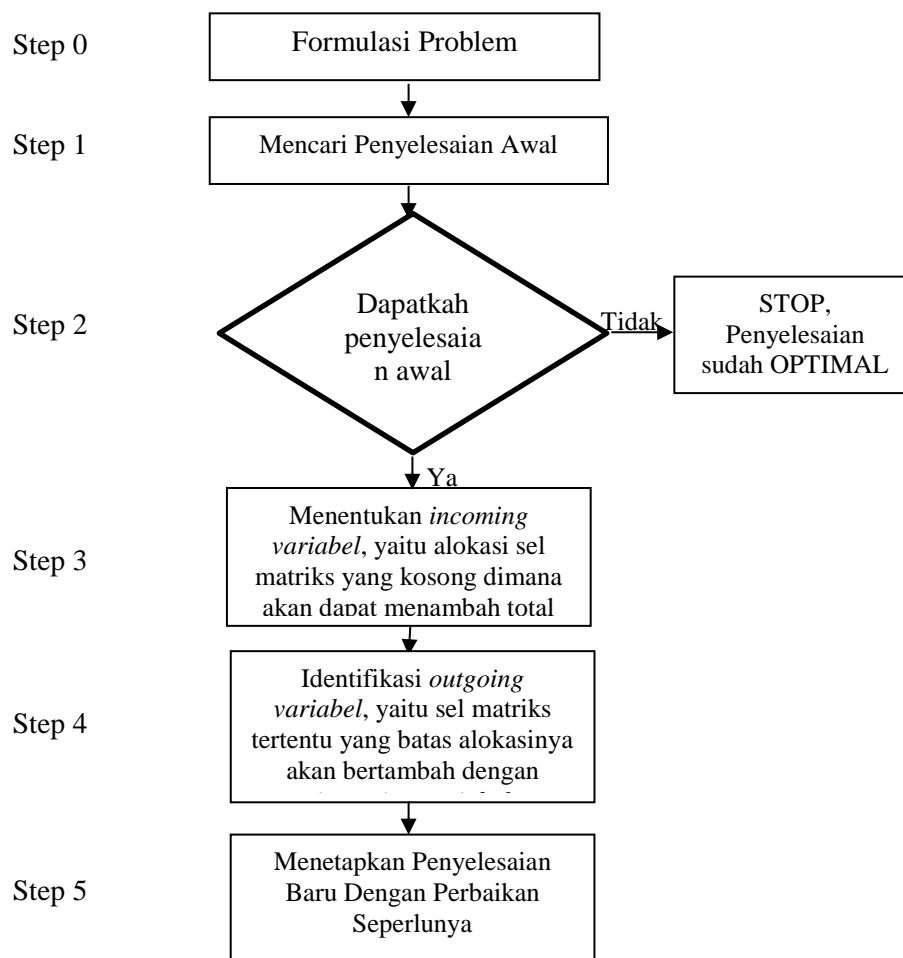 Step 0
Formulasi Problem
Step 1
Mencari Penyelesaian Awal
Step 2
Dapatkah
penyelesaia
n awal
Tidak
STOP,
Penyelesaian
sudah OPTIMAL
Ya
Step 3
Menentukan incoming
variabel, yaitu alokasi sel
matriks yang kosong dimana
akan dapat menambah total
Step 4
Identifikasi outgoing
variabel, yaitu sel matriks
tertentu yang batas alokasinya
akan bertambah dengan
Step 5
Menetapkan Penyelesaian
Baru Dengan Perbaikan
Seperlunya